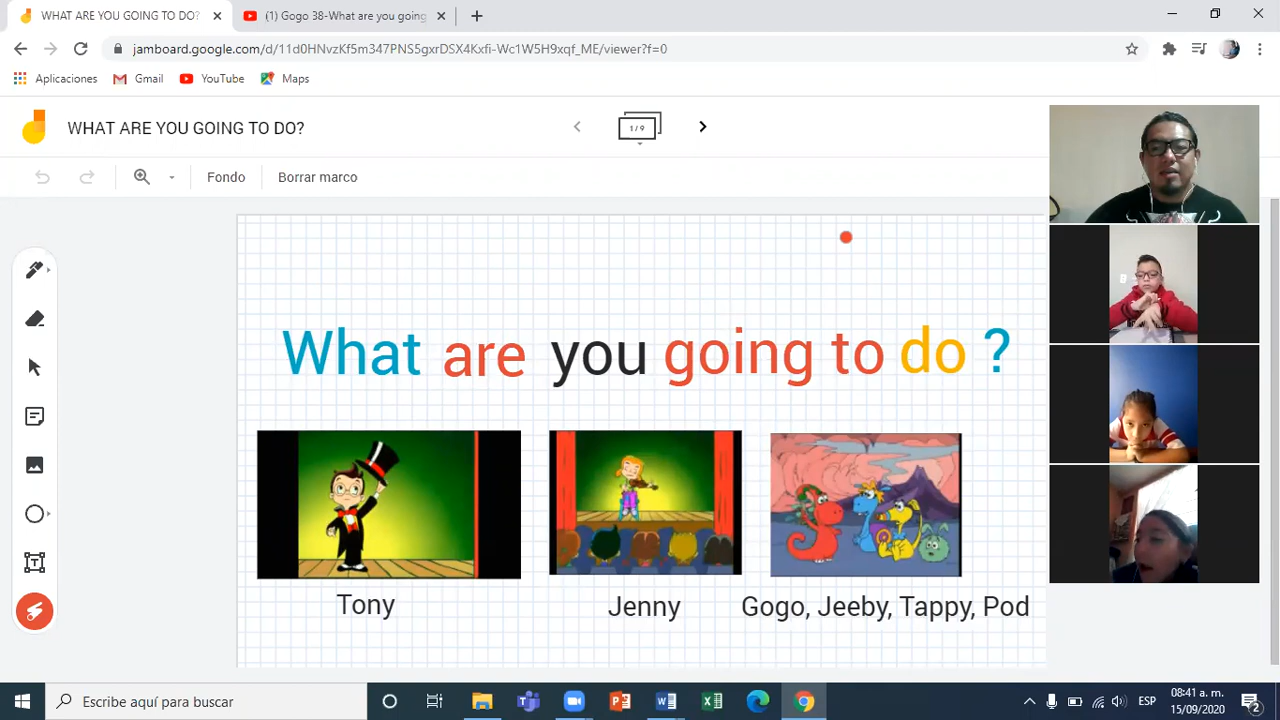 WHAT ARE YOU GOING TO DO?
(1) Gogo 38-What are you going
jamboard.google.com/d/11d0HNvzKf5m347PNS5gxrDSX4Kxfi-Wc1W5H9xqf_ME/viewer?f=0
Aplicaciones Gmail YouTube Maps
WHAT ARE YOU GOING TO DO?
1 / 9
Fondo Borrar marco
What are you going to do ?
Tony Jenny Gogo, Jeeby, Tappy, Pod
Escribe aquí para buscar
ESP
08:41 a. m.
15/09/2020
2